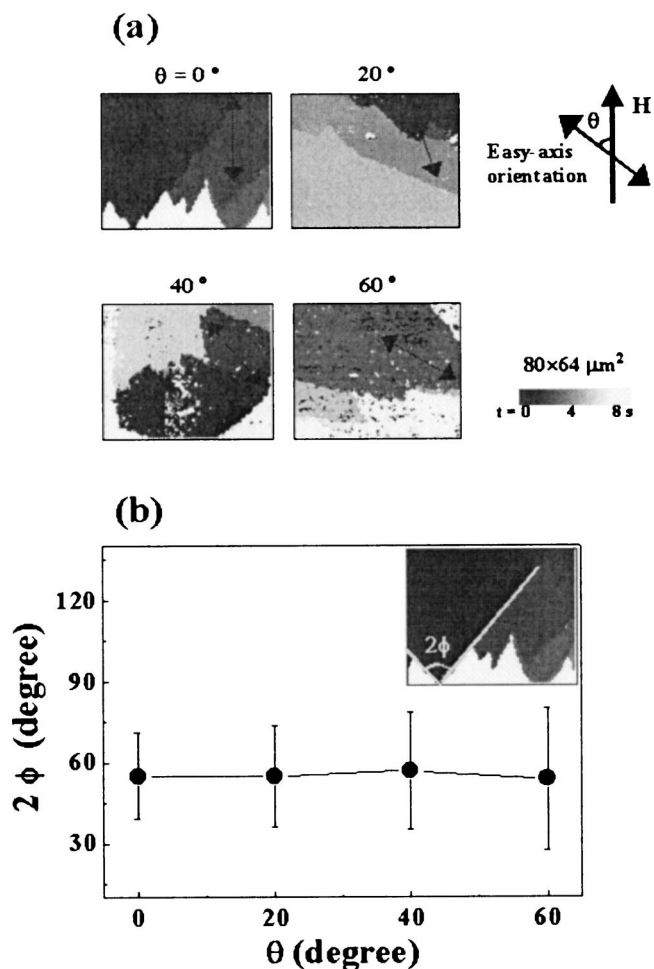 (a)
θ = 0°
20°
H
θ
Easy-axis
orientation
40°
60°
80×64 μm²
t = 0 4 8 s
(b)
2ϕ
120
90
60
30
2 ϕ (degree)
0 20 40 60
θ (degree)